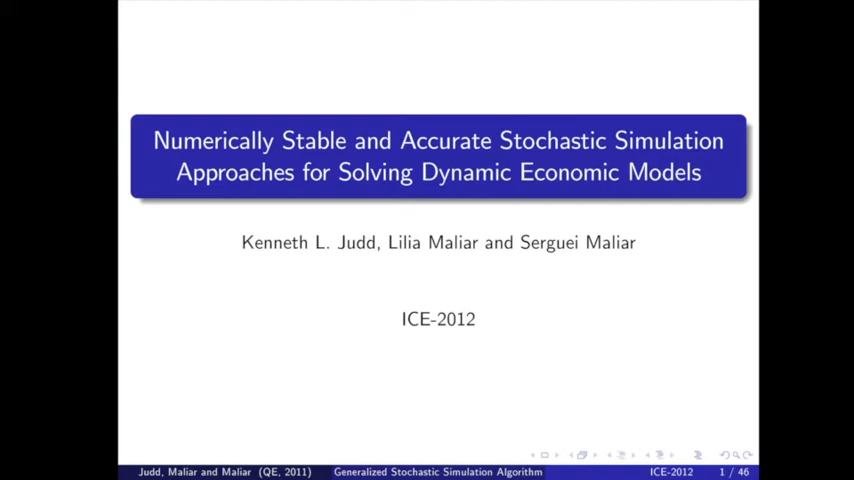 Numerically Stable and Accurate Stochastic Simulation
Approaches for Solving Dynamic Economic Models
Kenneth L. Judd, Lilia Maliar and Serguei Maliar
ICE-2012
Judd, Maliar and Maliar (QE, 2011) Generalized Stochastic Simulation Algorithm ICE-2012 1 / 46